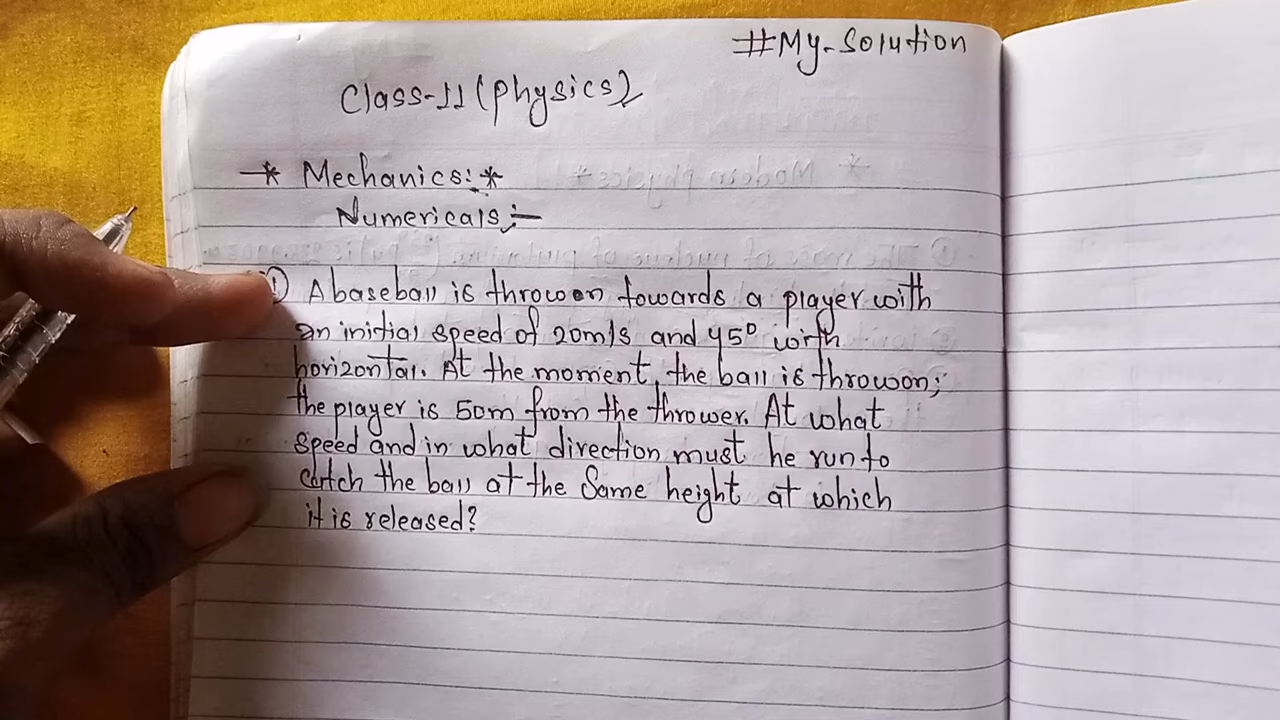 #My-Solution
Class-11 (Physics)
* Mechanics:*
Numericals:-
① A baseball is throwon towards a player with
an initial speed of 20m/s and 45° with
horizontal. At the moment, the ball is throwon;
the player is 50m from the thrower. At what
speed and in what direction must he run to
catch the ball at the same height at which
it is released?